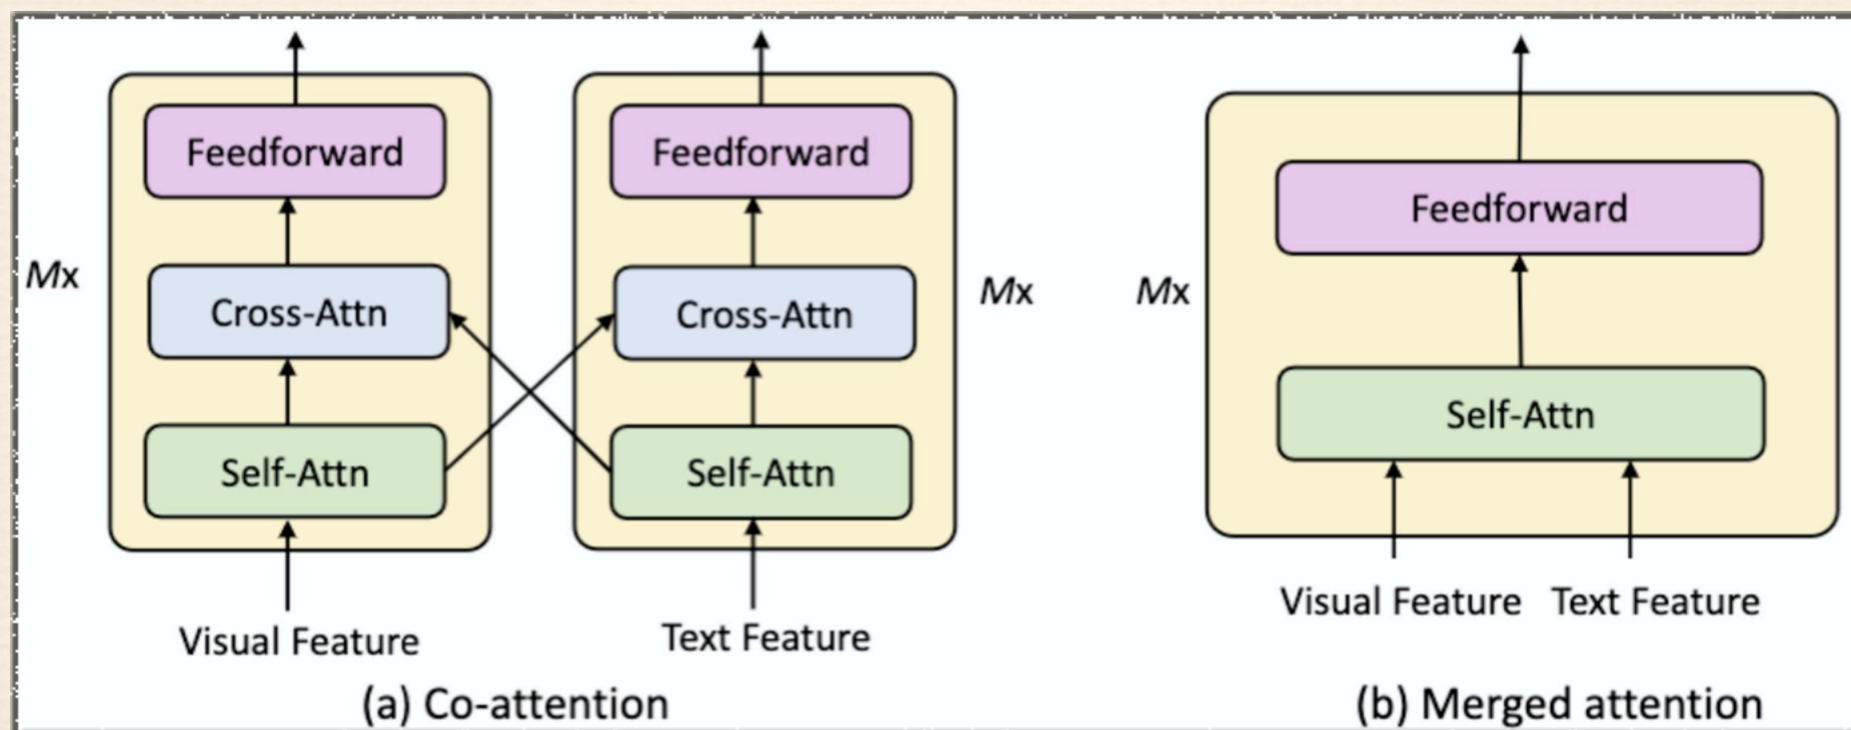 Feedforward
Feedforward
Feedforward
Mx
Cross-Attn
Cross-Attn
Mx
Mx
Self-Attn
Self-Attn
Self-Attn
Visual Feature
Text Feature
Visual Feature
Text Feature
(a) Co-attention
(b) Merged attention